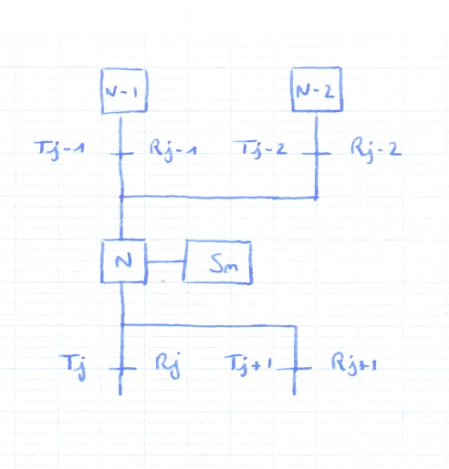 N-1 N-2
Tj-1 Rj-1 Tj-2 Rj-2
N Sm
Tj Rj Tj+1 Rj+1